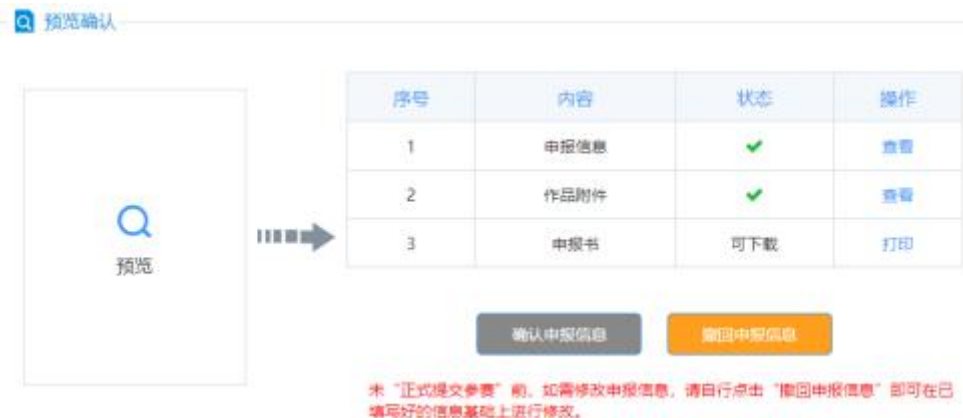 预览确认
序号 内容 状态 操作
1 申报信息 查看
2 作品附件 查看
3 申报书 可下载 打印
预览
确认申报信息 撤回申报信息
未“正式提交参赛”前，如需修改申报信息，请自行点击“撤回申报信息”即可在已
填写好的信息基础上进行修改。